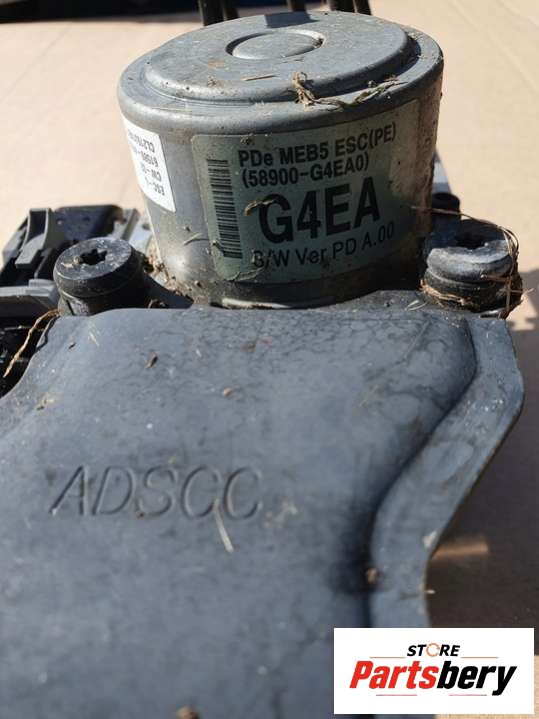 PDe MEB5 ESC(PE)
(58900-G4EA0)
G4EA
S/W Ver PD A.00
ADSCC
STORE
Partsbery